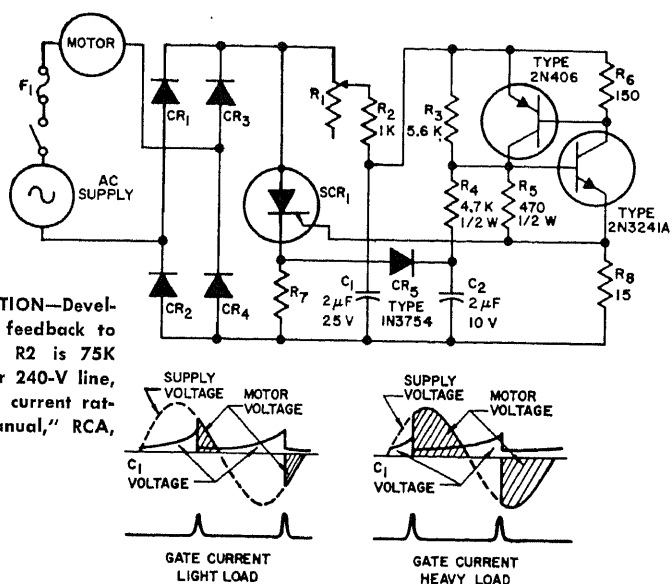 MOTOR
F1
AC
SUPPLY
CR1
CR3
CR2
CR4
SCR1
R1
R2
1K
R3
5.6 K
R4
4.7 K
1/2 W
R5
470
1/2 W
R6
150
TYPE
2N406
TYPE
2N3241A
R7
C1
2µF
25 V
CR5
TYPE
1N3754
C2
2µF
10 V
R8
15
TION—Devel-
feedback to
R2 is 75K
r 240-V line,
current rat-
anual," RCA,
SUPPLY
VOLTAGE
MOTOR
VOLTAGE
C1
VOLTAGE
GATE CURRENT
LIGHT LOAD
SUPPLY
VOLTAGE
MOTOR
VOLTAGE
C1
VOLTAGE
GATE CURRENT
HEAVY LOAD